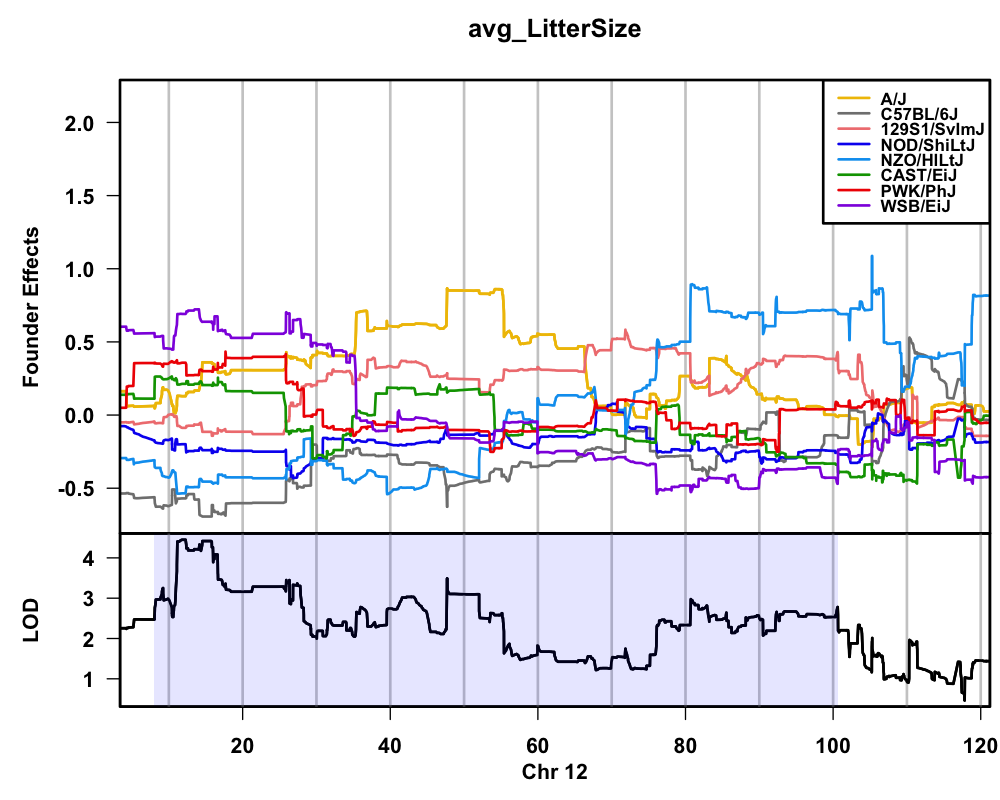 avg_LitterSize
A/J
C57BL/6J
129S1/SvImJ
NOD/ShiLtJ
NZO/HlLtJ
CAST/EiJ
PWK/PhJ
WSB/EiJ
Founder Effects
2.0
1.5
1.0
0.5
0.0
-0.5
LOD
4
3
2
1
20 40 60 80 100 120
Chr 12